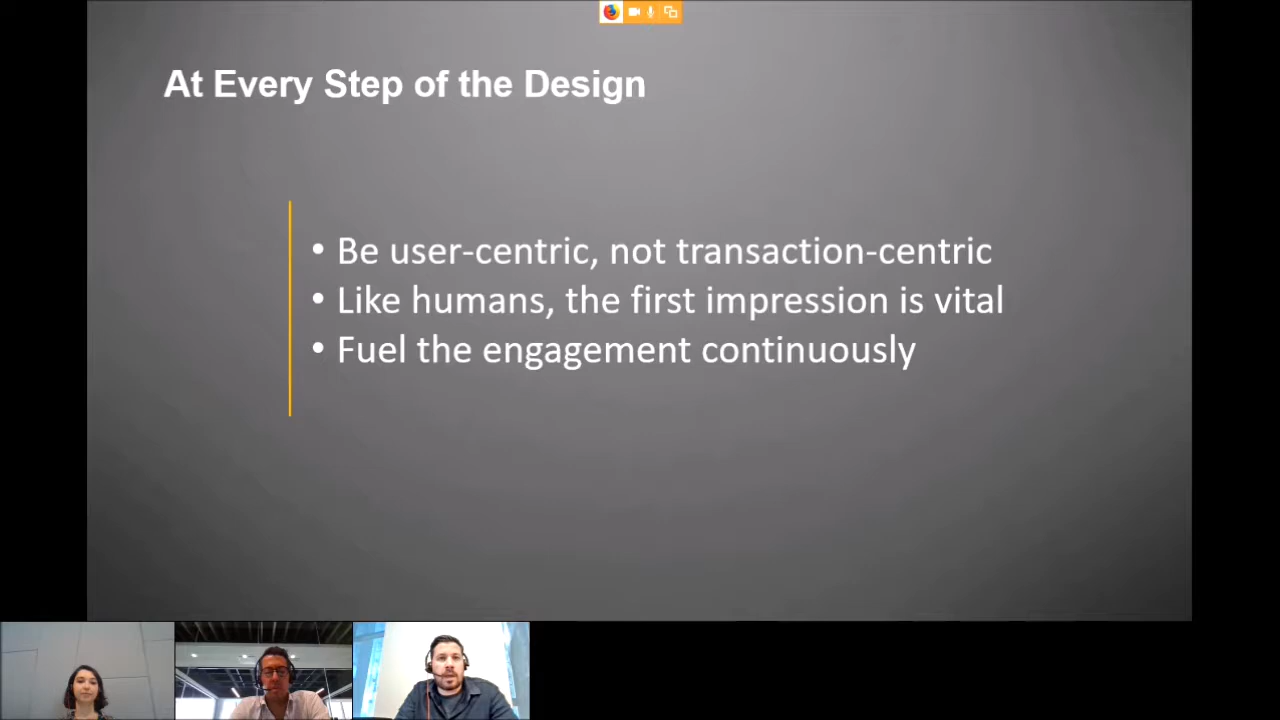 At Every Step of the Design
• Be user-centric, not transaction-centric
• Like humans, the first impression is vital
• Fuel the engagement continuously